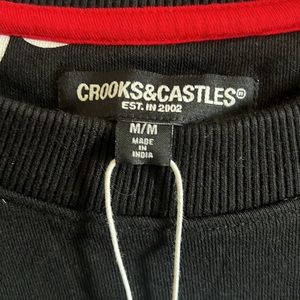 CROOKS&CASTLES®
EST. IN 2002
M/M
MADE
IN
INDIA